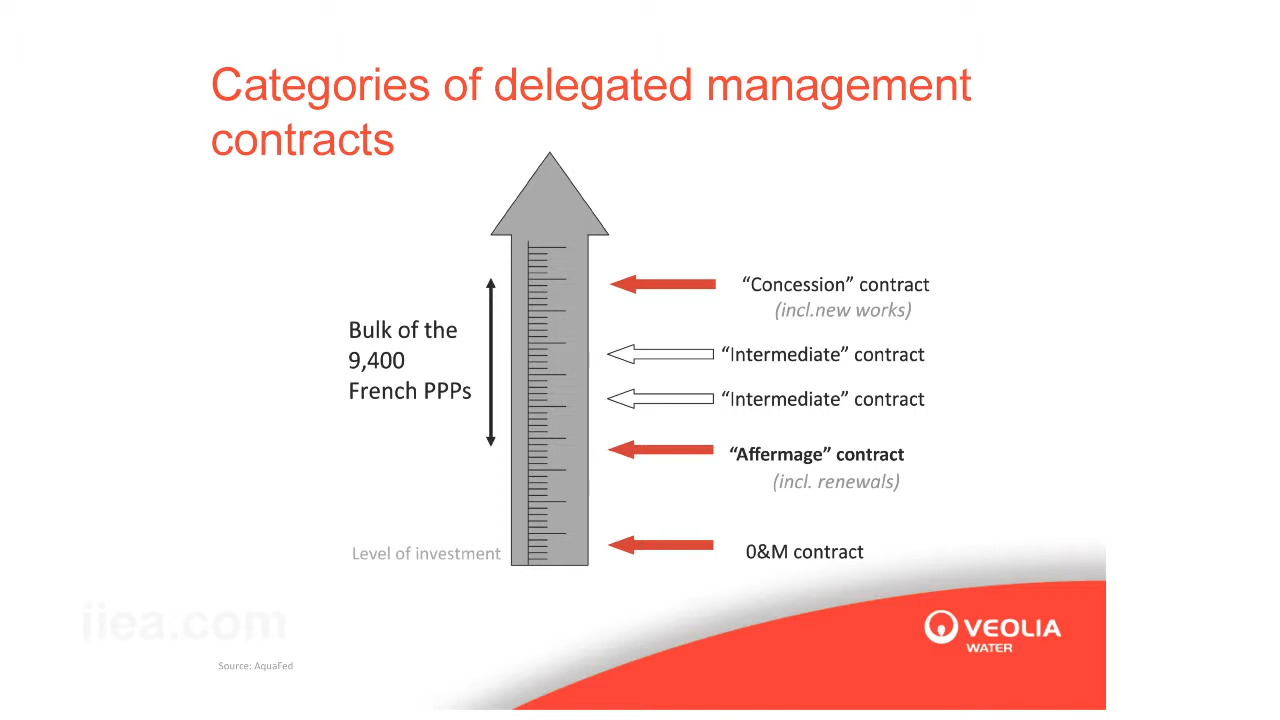 Categories of delegated management
contracts
“Concession” contract
(incl.new works)
Bulk of the
9,400
French PPPs
“Intermediate” contract
“Intermediate” contract
“Affermage” contract
(incl. renewals)
Level of investment
0&M contract
iiea.com
VEOLIA
WATER
Source: AquaFed